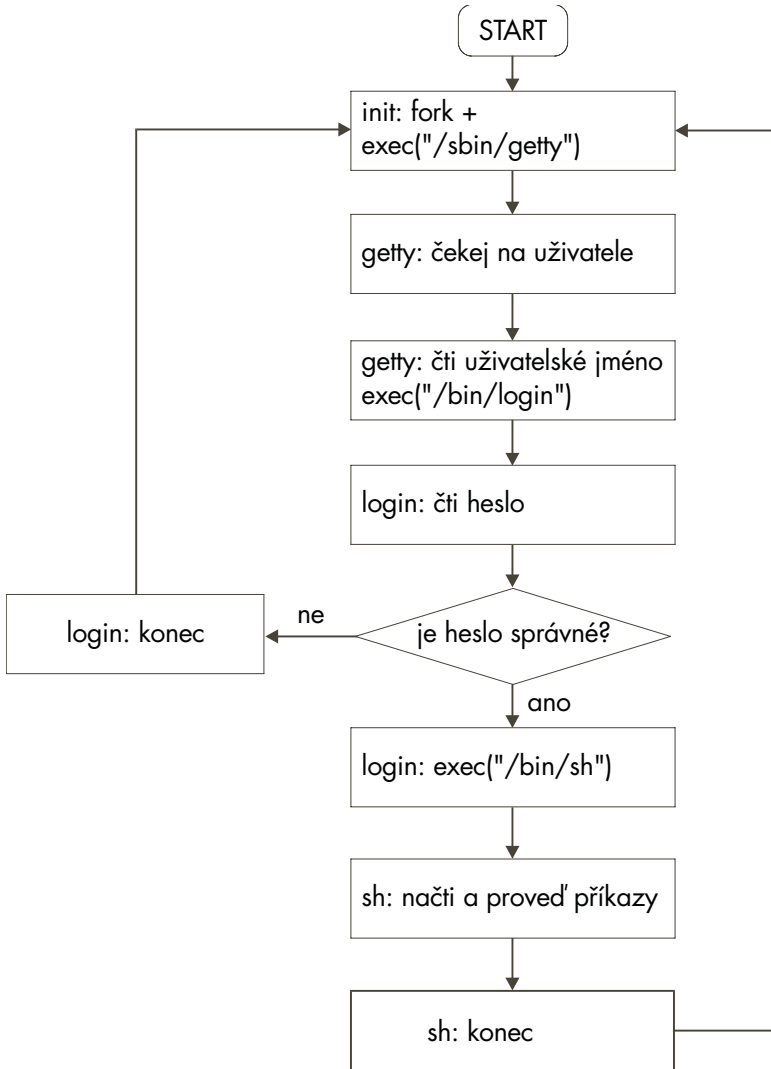 START
init: fork +
exec("/sbin/getty")
getty: čekej na uživatele
getty: čti uživatelské jméno
exec("/bin/login")
login: čti heslo
ne
login: konec
je heslo správné?
ano
login: exec("/bin/sh")
sh: načti a proveď příkazy
sh: konec